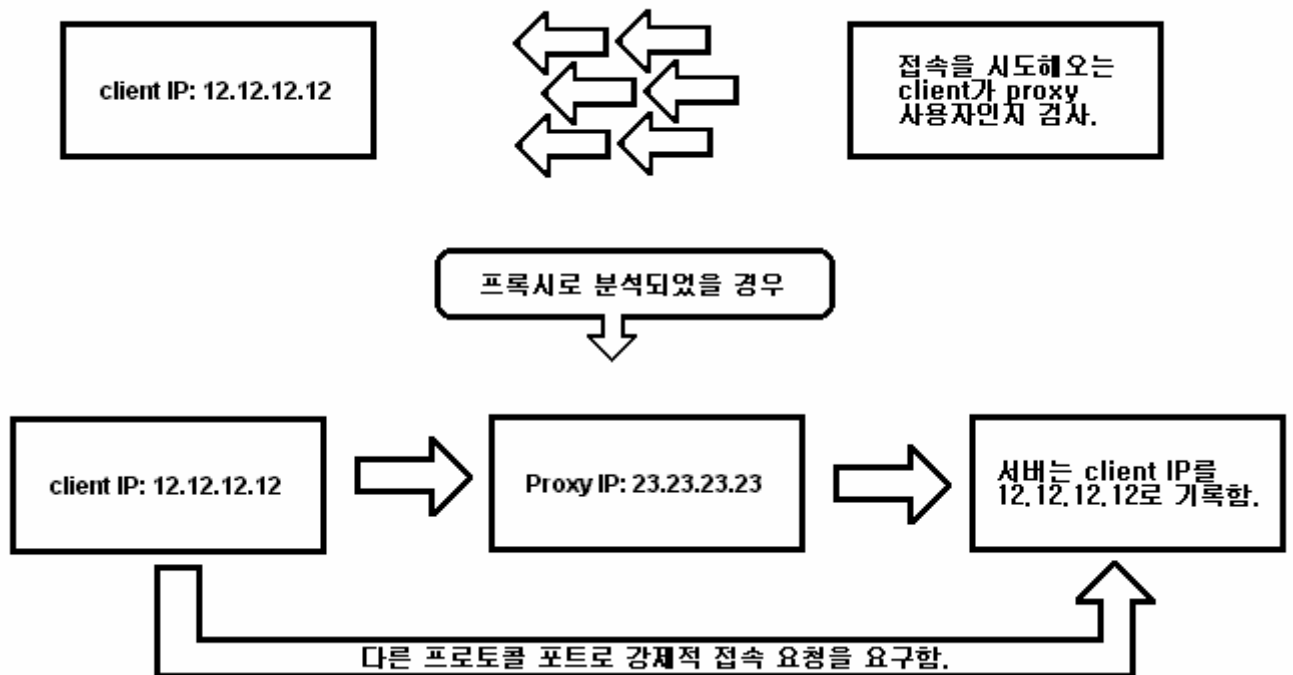 client IP: 12.12.12.12
접속을 시도해오는
client가 proxy
사용자인지 검사.
프록시로 분석되었을 경우
client IP: 12.12.12.12
Proxy IP: 23.23.23.23
서버는 client IP를
12.12.12.12로 기록함.
다른 프로토콜 포트로 강제적 접속 요청을 요구함.